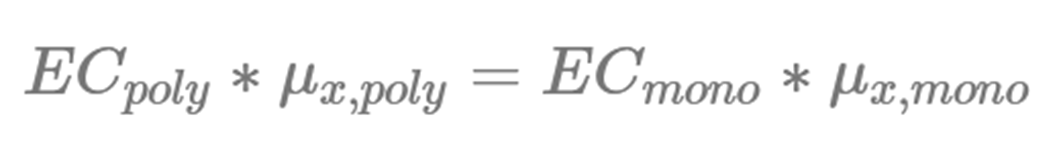 EC_{poly} * μ_{x,poly} = EC_{mono} * μ_{x,mono}